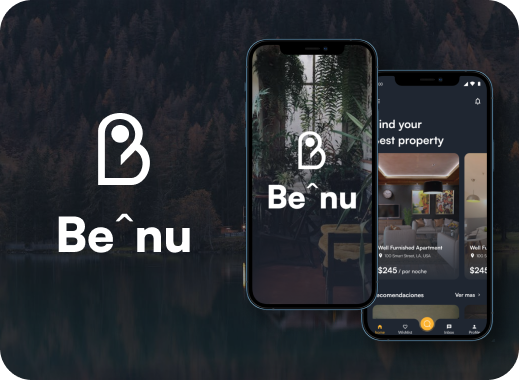 Be^nu
Be^nu
ind your
est property
Well Furnished Apartment
100 Smart Street, LA, USA
$245 / por noche
Well Fu
100 S
$245
ecomendaciones
Ver mas ›
Home
Wishlist
Inbox
Profile